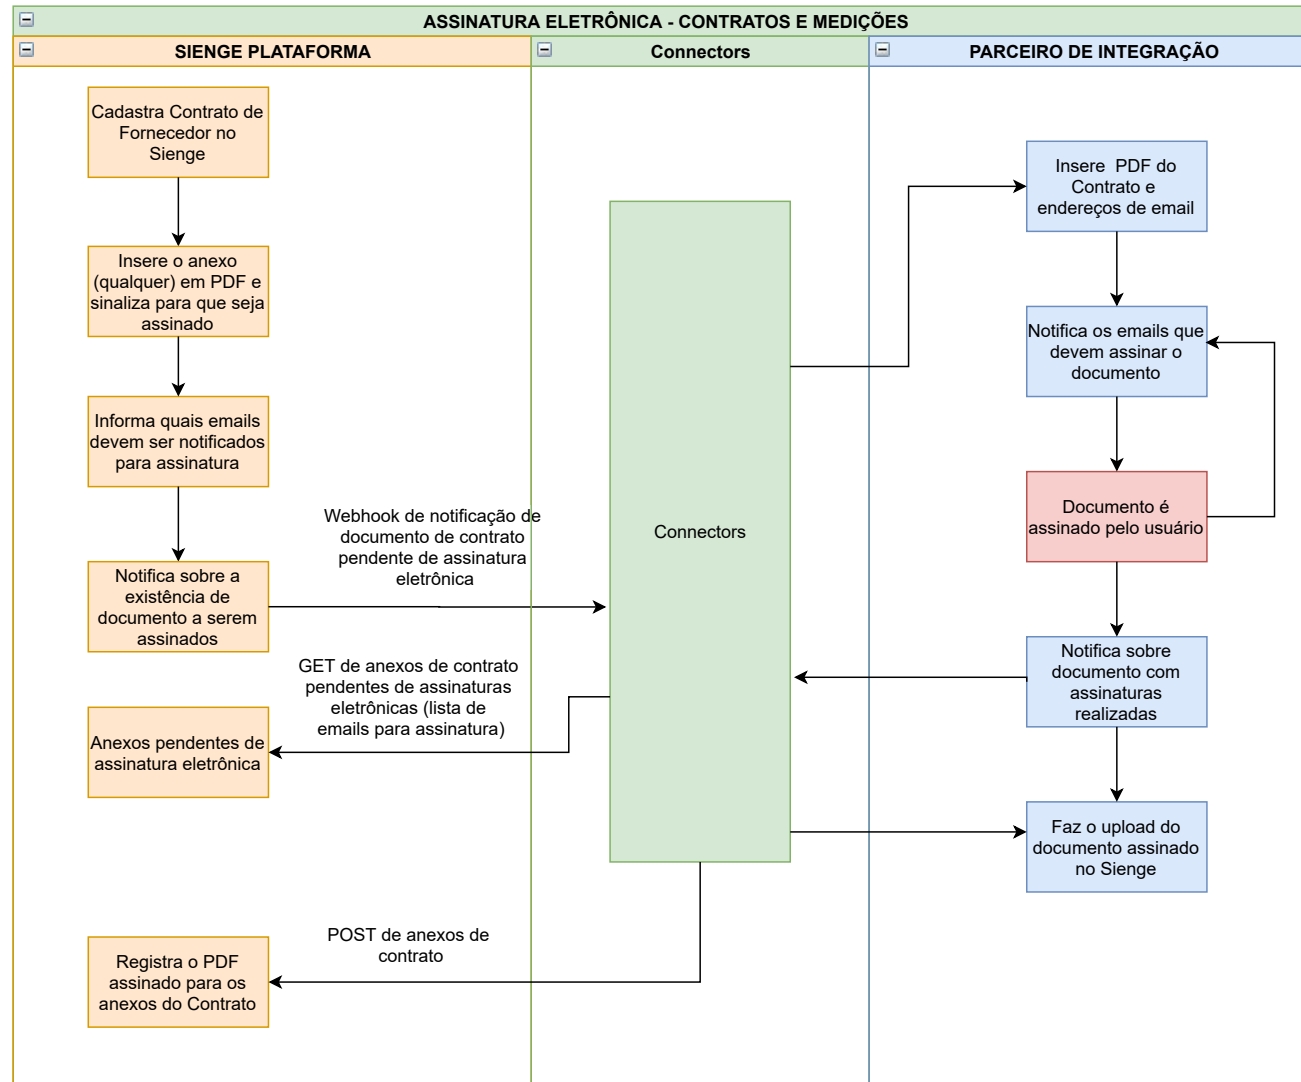 ASSINATURA ELETRÔNICA - CONTRATOS E MEDIÇÕES
SIENGE PLATAFORMA
Connectors
PARCEIRO DE INTEGRAÇÃO
Cadastra Contrato de
Fornecedor no
Sienge
Insere o anexo
(qualquer) em PDF e
sinaliza para que seja
assinado
Informa quais emails
devem ser notificados
para assinatura
Notifica sobre a
existência de
documento a serem
assinados
Webhook de notificação de
documento de contrato
pendente de assinatura
eletrônica
GET de anexos de contrato
pendentes de assinaturas
eletrônicas (lista de
emails para assinatura)
Anexos pendentes de
assinatura eletrônica
POST de anexos de
contrato
Registra o PDF
assinado para os
anexos do Contrato
Connectors
Insere  PDF do
Contrato e
endereços de email
Notifica os emails que
devem assinar o
documento
Documento é
assinado pelo usuário
Notifica sobre
documento com
assinaturas
realizadas
Faz o upload do
documento assinado
no Sienge